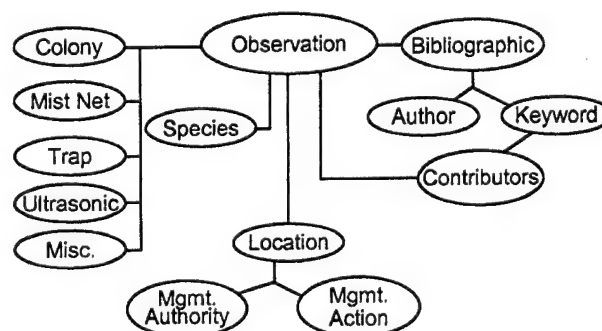 Colony
Observation
Bibliographic
Mist Net
Species
Author
Keyword
Trap
Contributors
Ultrasonic
Misc.
Location
Mgmt.
Authority
Mgmt.
Action